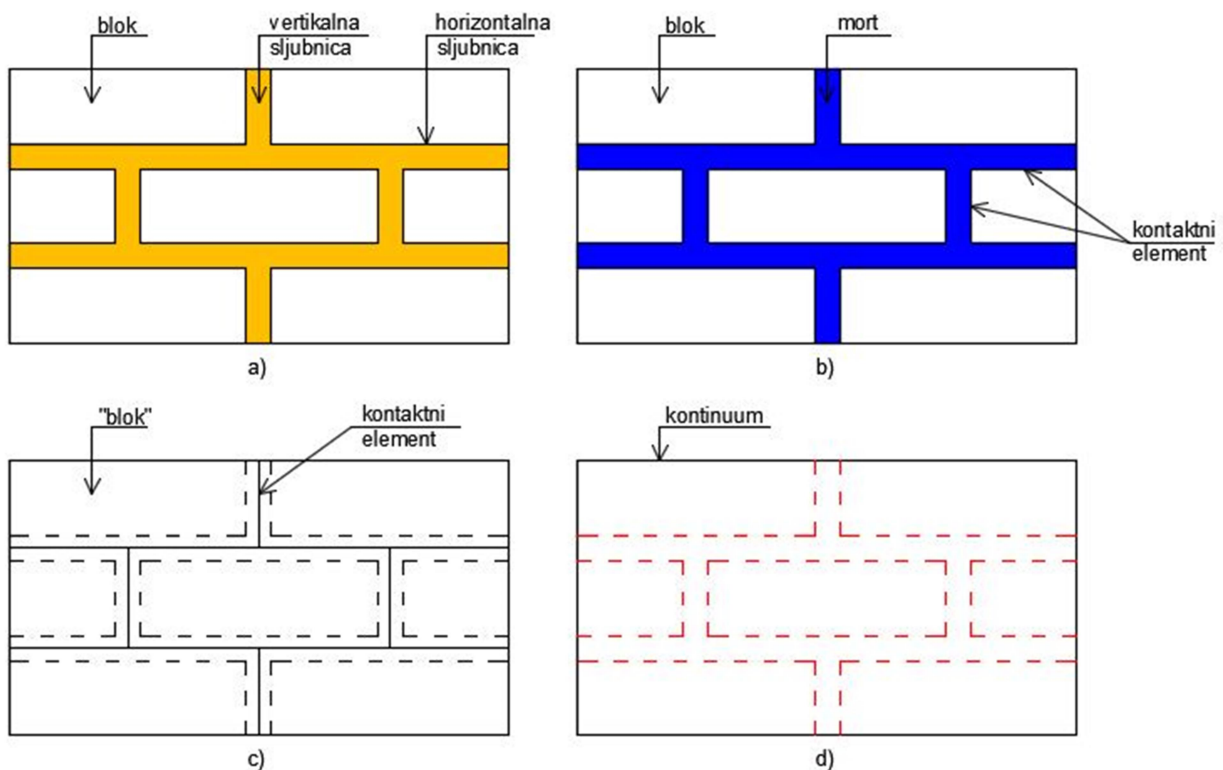 blok
vertikalna
sljubnica
horizontalna
sljubnica
a)
blok
mort
kontaktni
element
b)
"blok"
kontaktni
element
c)
kontinuum
d)